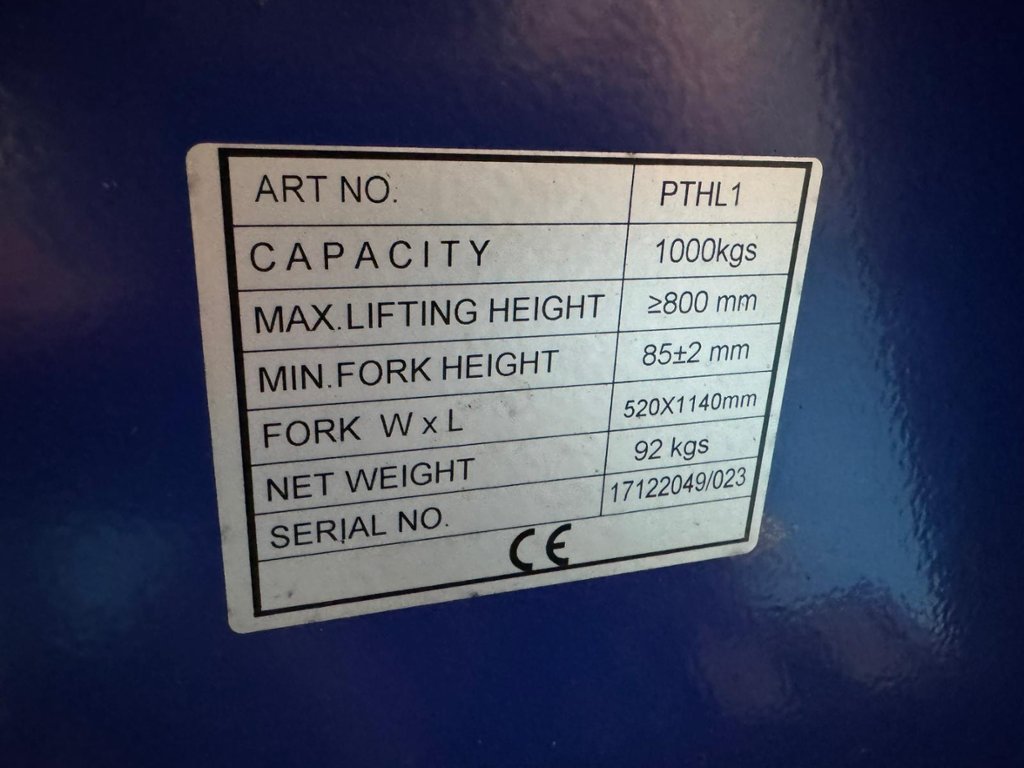 ART NO. PTHL1
CAPACITY 1000kgs
MAX.LIFTING HEIGHT ≥800 mm
MIN.FORK HEIGHT 85±2 mm
FORK W x L 520X1140mm
NET WEIGHT 92 kgs
SERIAL NO. 17122049/023
CE